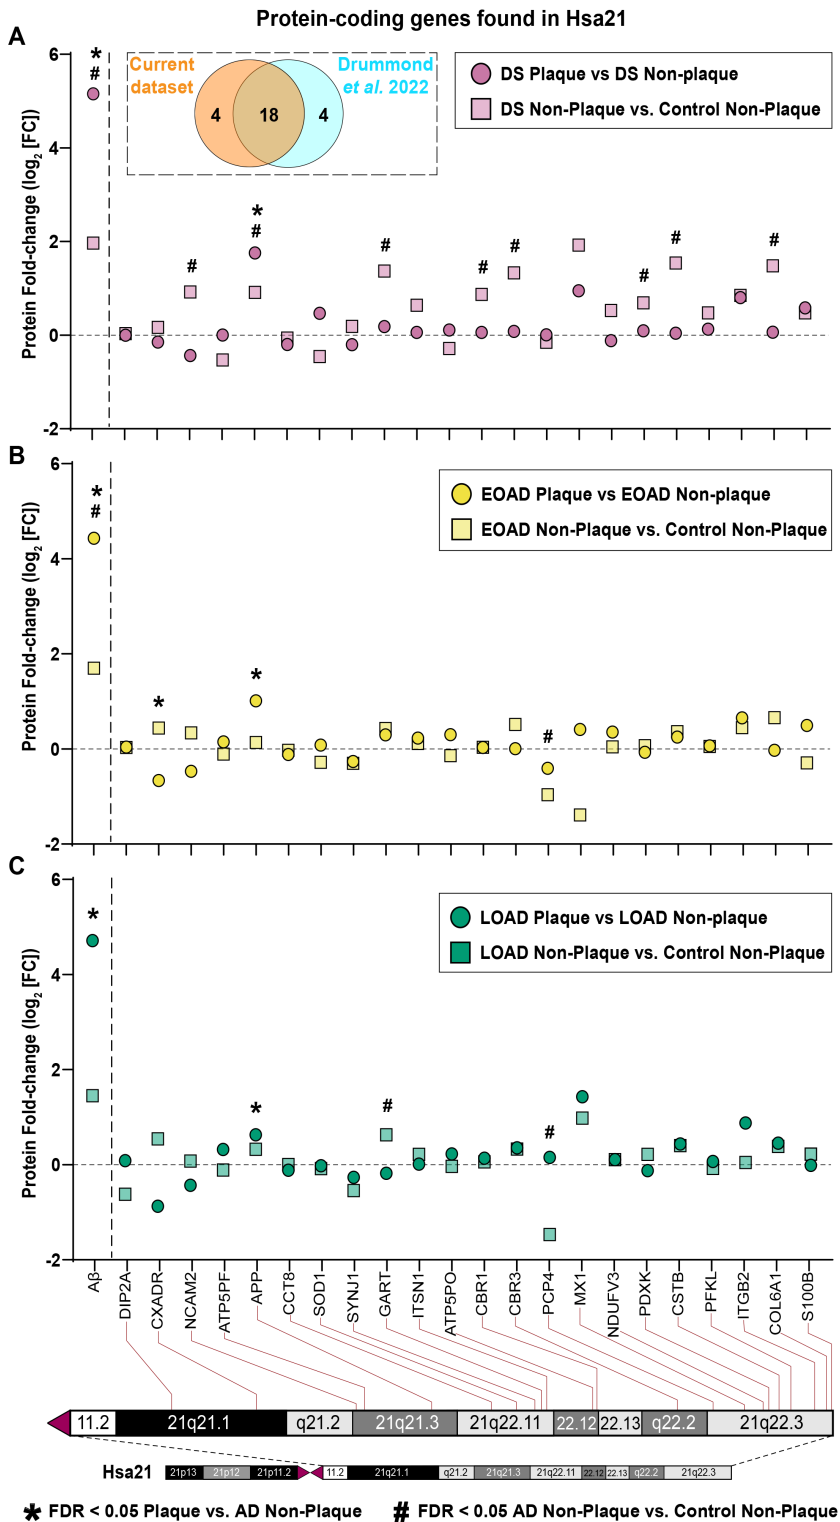 Protein-coding genes found in Hsa21
A
Protein Fold-change (log2 [FC])
6
4
2
0
-2
*
#
Current
dataset
Drummond
et al. 2022
4
18
4
DS Plaque vs DS Non-plaque
DS Non-Plaque vs. Control Non-Plaque
#
*
#
#
#
#
#
#
#
B
Protein Fold-change (log2 [FC])
6
4
2
0
-2
*
#
EOAD Plaque vs EOAD Non-plaque
EOAD Non-Plaque vs. Control Non-Plaque
*
*
#
C
Protein Fold-change (log2 [FC])
6
4
2
0
-2
*
LOAD Plaque vs LOAD Non-plaque
LOAD Non-Plaque vs. Control Non-Plaque
*
#
#
Aβ
DIP2A
CXADR
NCAM2
ATP5PF
APP
CCT8
SOD1
SYNJ1
GART
ITSN1
ATP5PO
CBR1
CBR3
PCP4
MX1
NDUFV3
PDXK
CSTB
PFKL
ITGB2
COL6A1
S100B
11.2 21q21.1 q21.2 21q21.3 21q22.11 22.12 22.13 q22.2 21q22.3
Hsa21 21p13 21p12 21p11.2 11.2 21q21.1 q21.2 21q21.3 21q22.11 22.12 22.13 q22.2 21q22.3
* FDR < 0.05 Plaque vs. AD Non-Plaque # FDR < 0.05 AD Non-Plaque vs. Control Non-Plaque